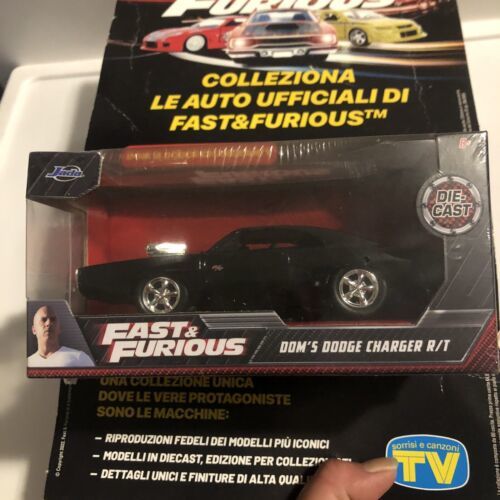 FURIOUS
COLLEZIONA
LE AUTO UFFICIALI DI
FAST&FURIOUS™
Jada
DIE-
CAST
R/T
FAST &
FURIOUS
DOM'S DODGE CHARGER R/T
UNA COLLEZIONE UNICA
DOVE LE VERE PROTAGONISTE
SONO LE MACCHINE:
- RIPRODUZIONI FEDELI DEI MODELLI PIÙ ICONICI
- MODELLI IN DIECAST, EDIZIONE PER COLLEZIONISTI
- DETTAGLI UNICI E FINITURE DI ALTA QUAL
sorrisi e canzoni
TV